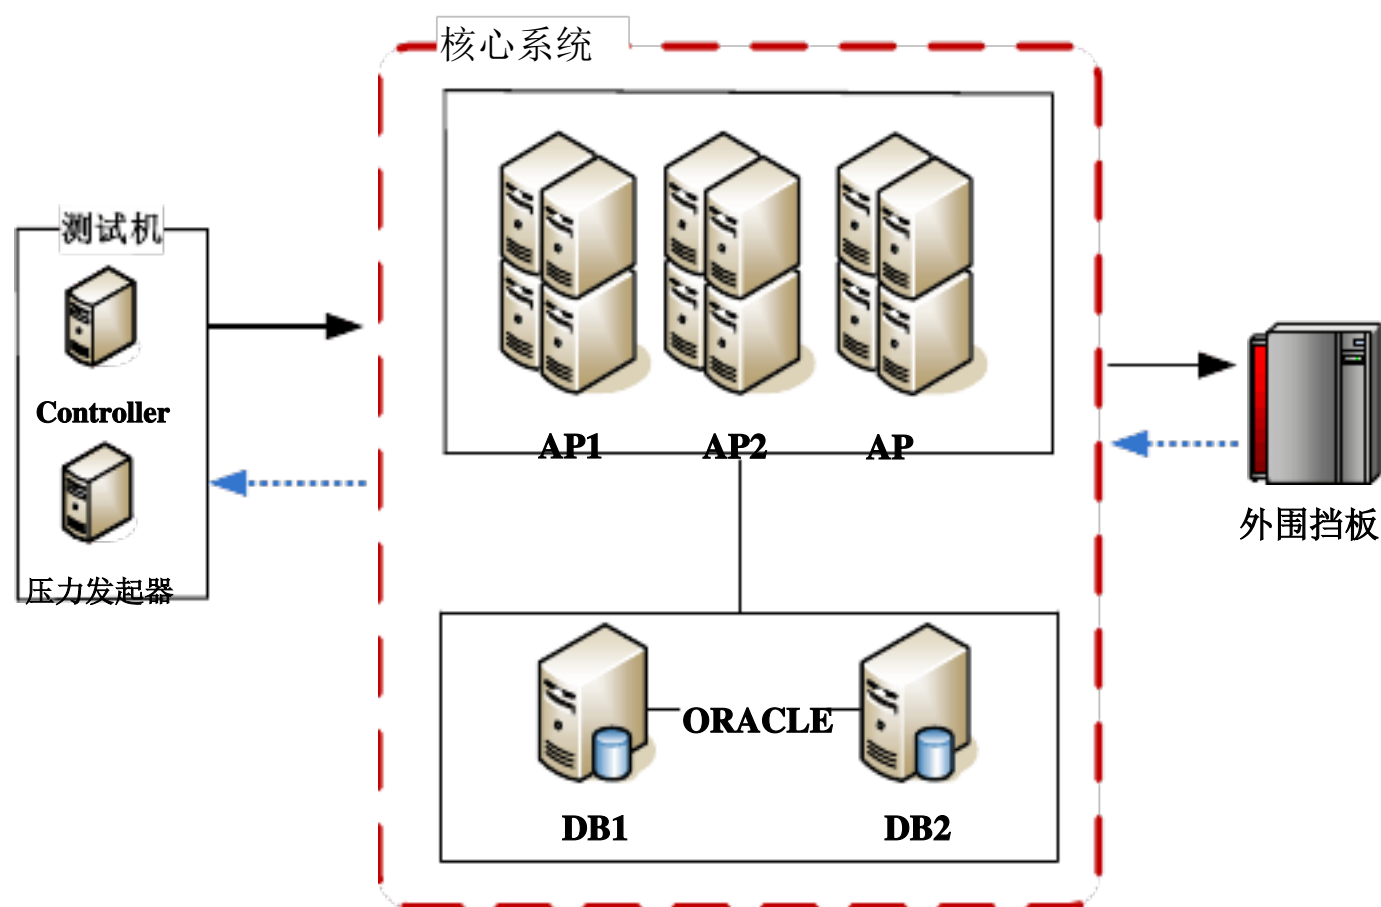 核心系统
测试机
Controller
压力发起器
AP1
AP2
AP
外围挡板
ORACLE
DB1
DB2